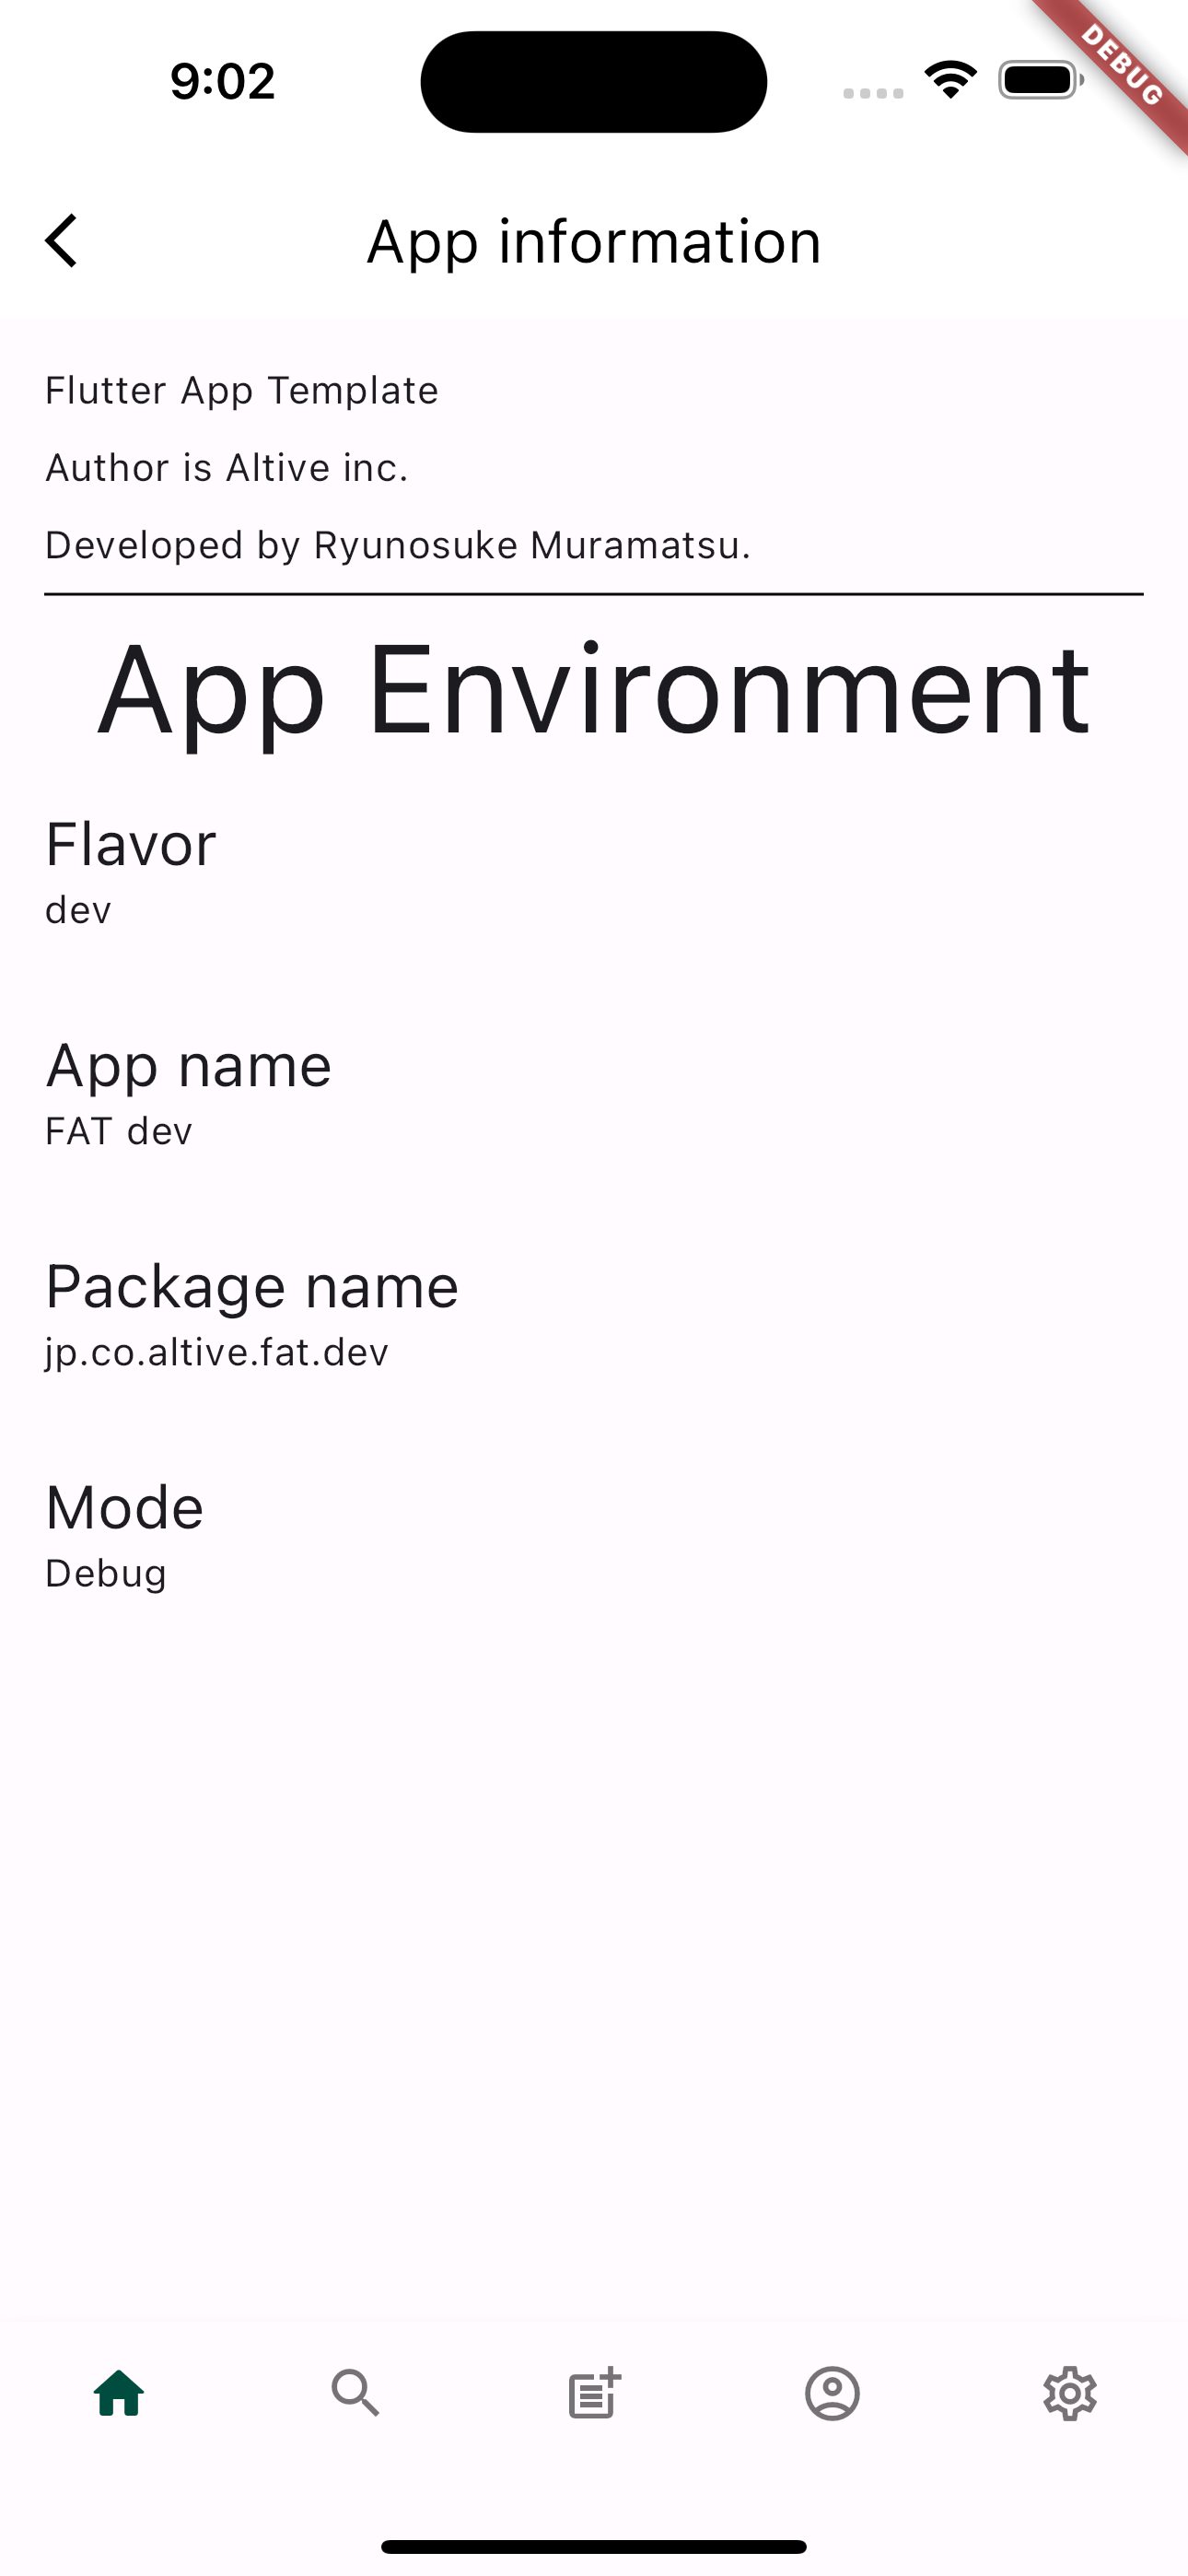 9:02
DEBUG
App information
Flutter App Template
Author is Altive inc.
Developed by Ryunosuke Muramatsu.
App Environment
Flavor
dev
App name
FAT dev
Package name
jp.co.altive.fat.dev
Mode
Debug